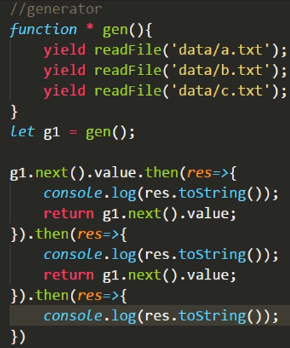 //generator
function * gen(){
    yield readFile('data/a.txt');
    yield readFile('data/b.txt');
    yield readFile('data/c.txt');
}
let g1 = gen();

g1.next().value.then(res=>{
    console.log(res.toString());
    return g1.next().value;
}).then(res=>{
    console.log(res.toString());
    return g1.next().value;
}).then(res=>{
    console.log(res.toString());
})